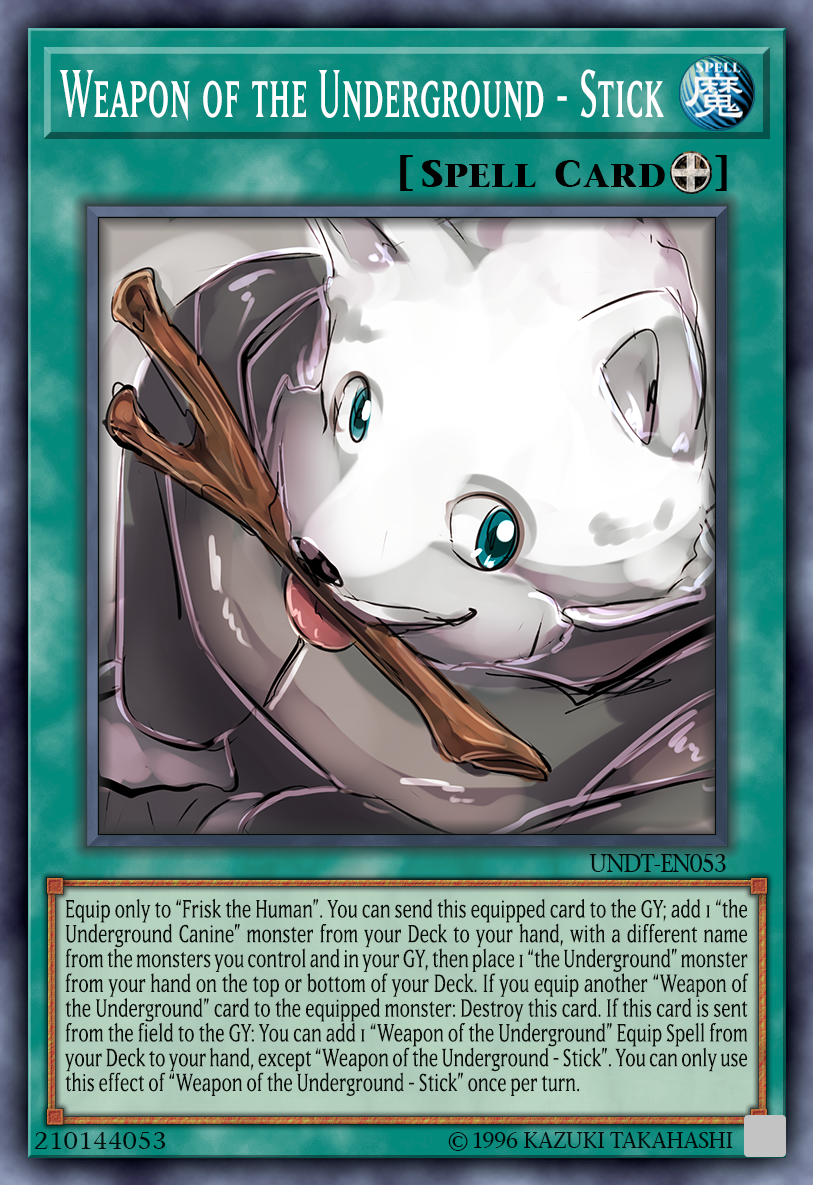 Weapon of the Underground - Stick
SPELL
魔
[Spell Card]
UNDT-EN053
Equip only to “Frisk the Human”. You can send this equipped card to the GY; add 1 “the
Underground Canine” monster from your Deck to your hand, with a different name
from the monsters you control and in your GY, then place 1 “the Underground” monster
from your hand on the top or bottom of your Deck. If you equip another “Weapon of
the Underground” card to the equipped monster: Destroy this card. If this card is sent
from the field to the GY: You can add 1 “Weapon of the Underground” Equip Spell from
your Deck to your hand, except “Weapon of the Underground - Stick”. You can only use
this effect of “Weapon of the Underground - Stick” once per turn.
210144053
© 1996 KAZUKI TAKAHASHI